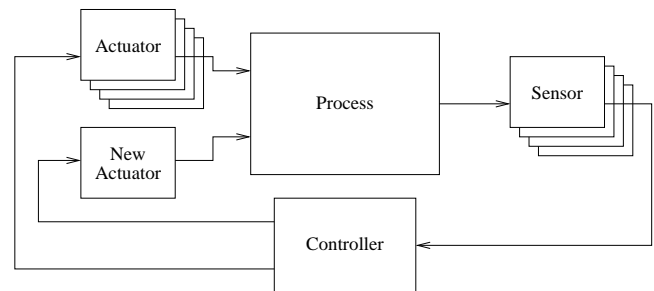 Actuator
Process
Sensor
New
Actuator
Controller